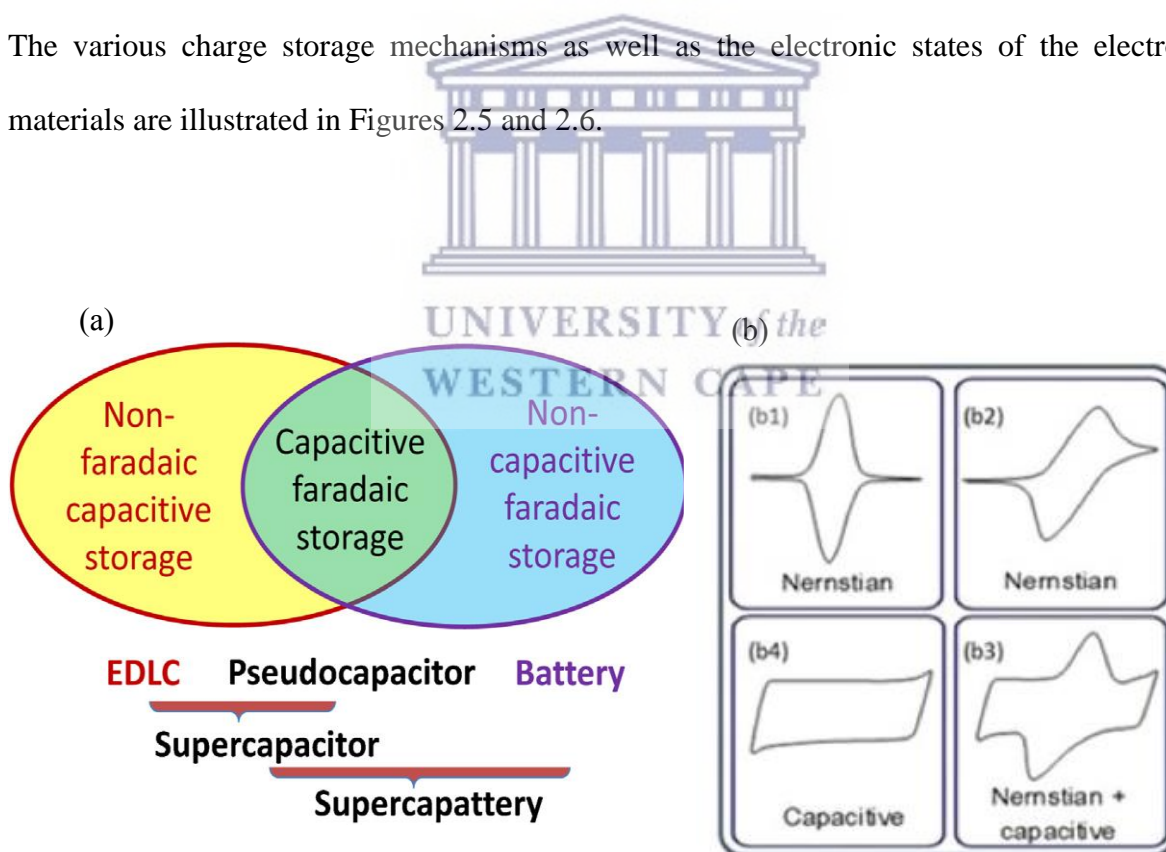 The various charge storage mechanisms as well as the electronic states of the electro
materials are illustrated in Figures 2.5 and 2.6.
UNIVERSITY of the
WESTERN CAPE
(a)
Non-
faradaic
capacitive
storage
Capacitive
faradaic
storage
Non-
capacitive
faradaic
storage
EDLC Pseudocapacitor Battery
Supercapacitor
Supercapattery
(b)
(b1)
Nernstian
(b2)
Nernstian
(b4)
Capacitive
(b3)
Nernstian +
capacitive